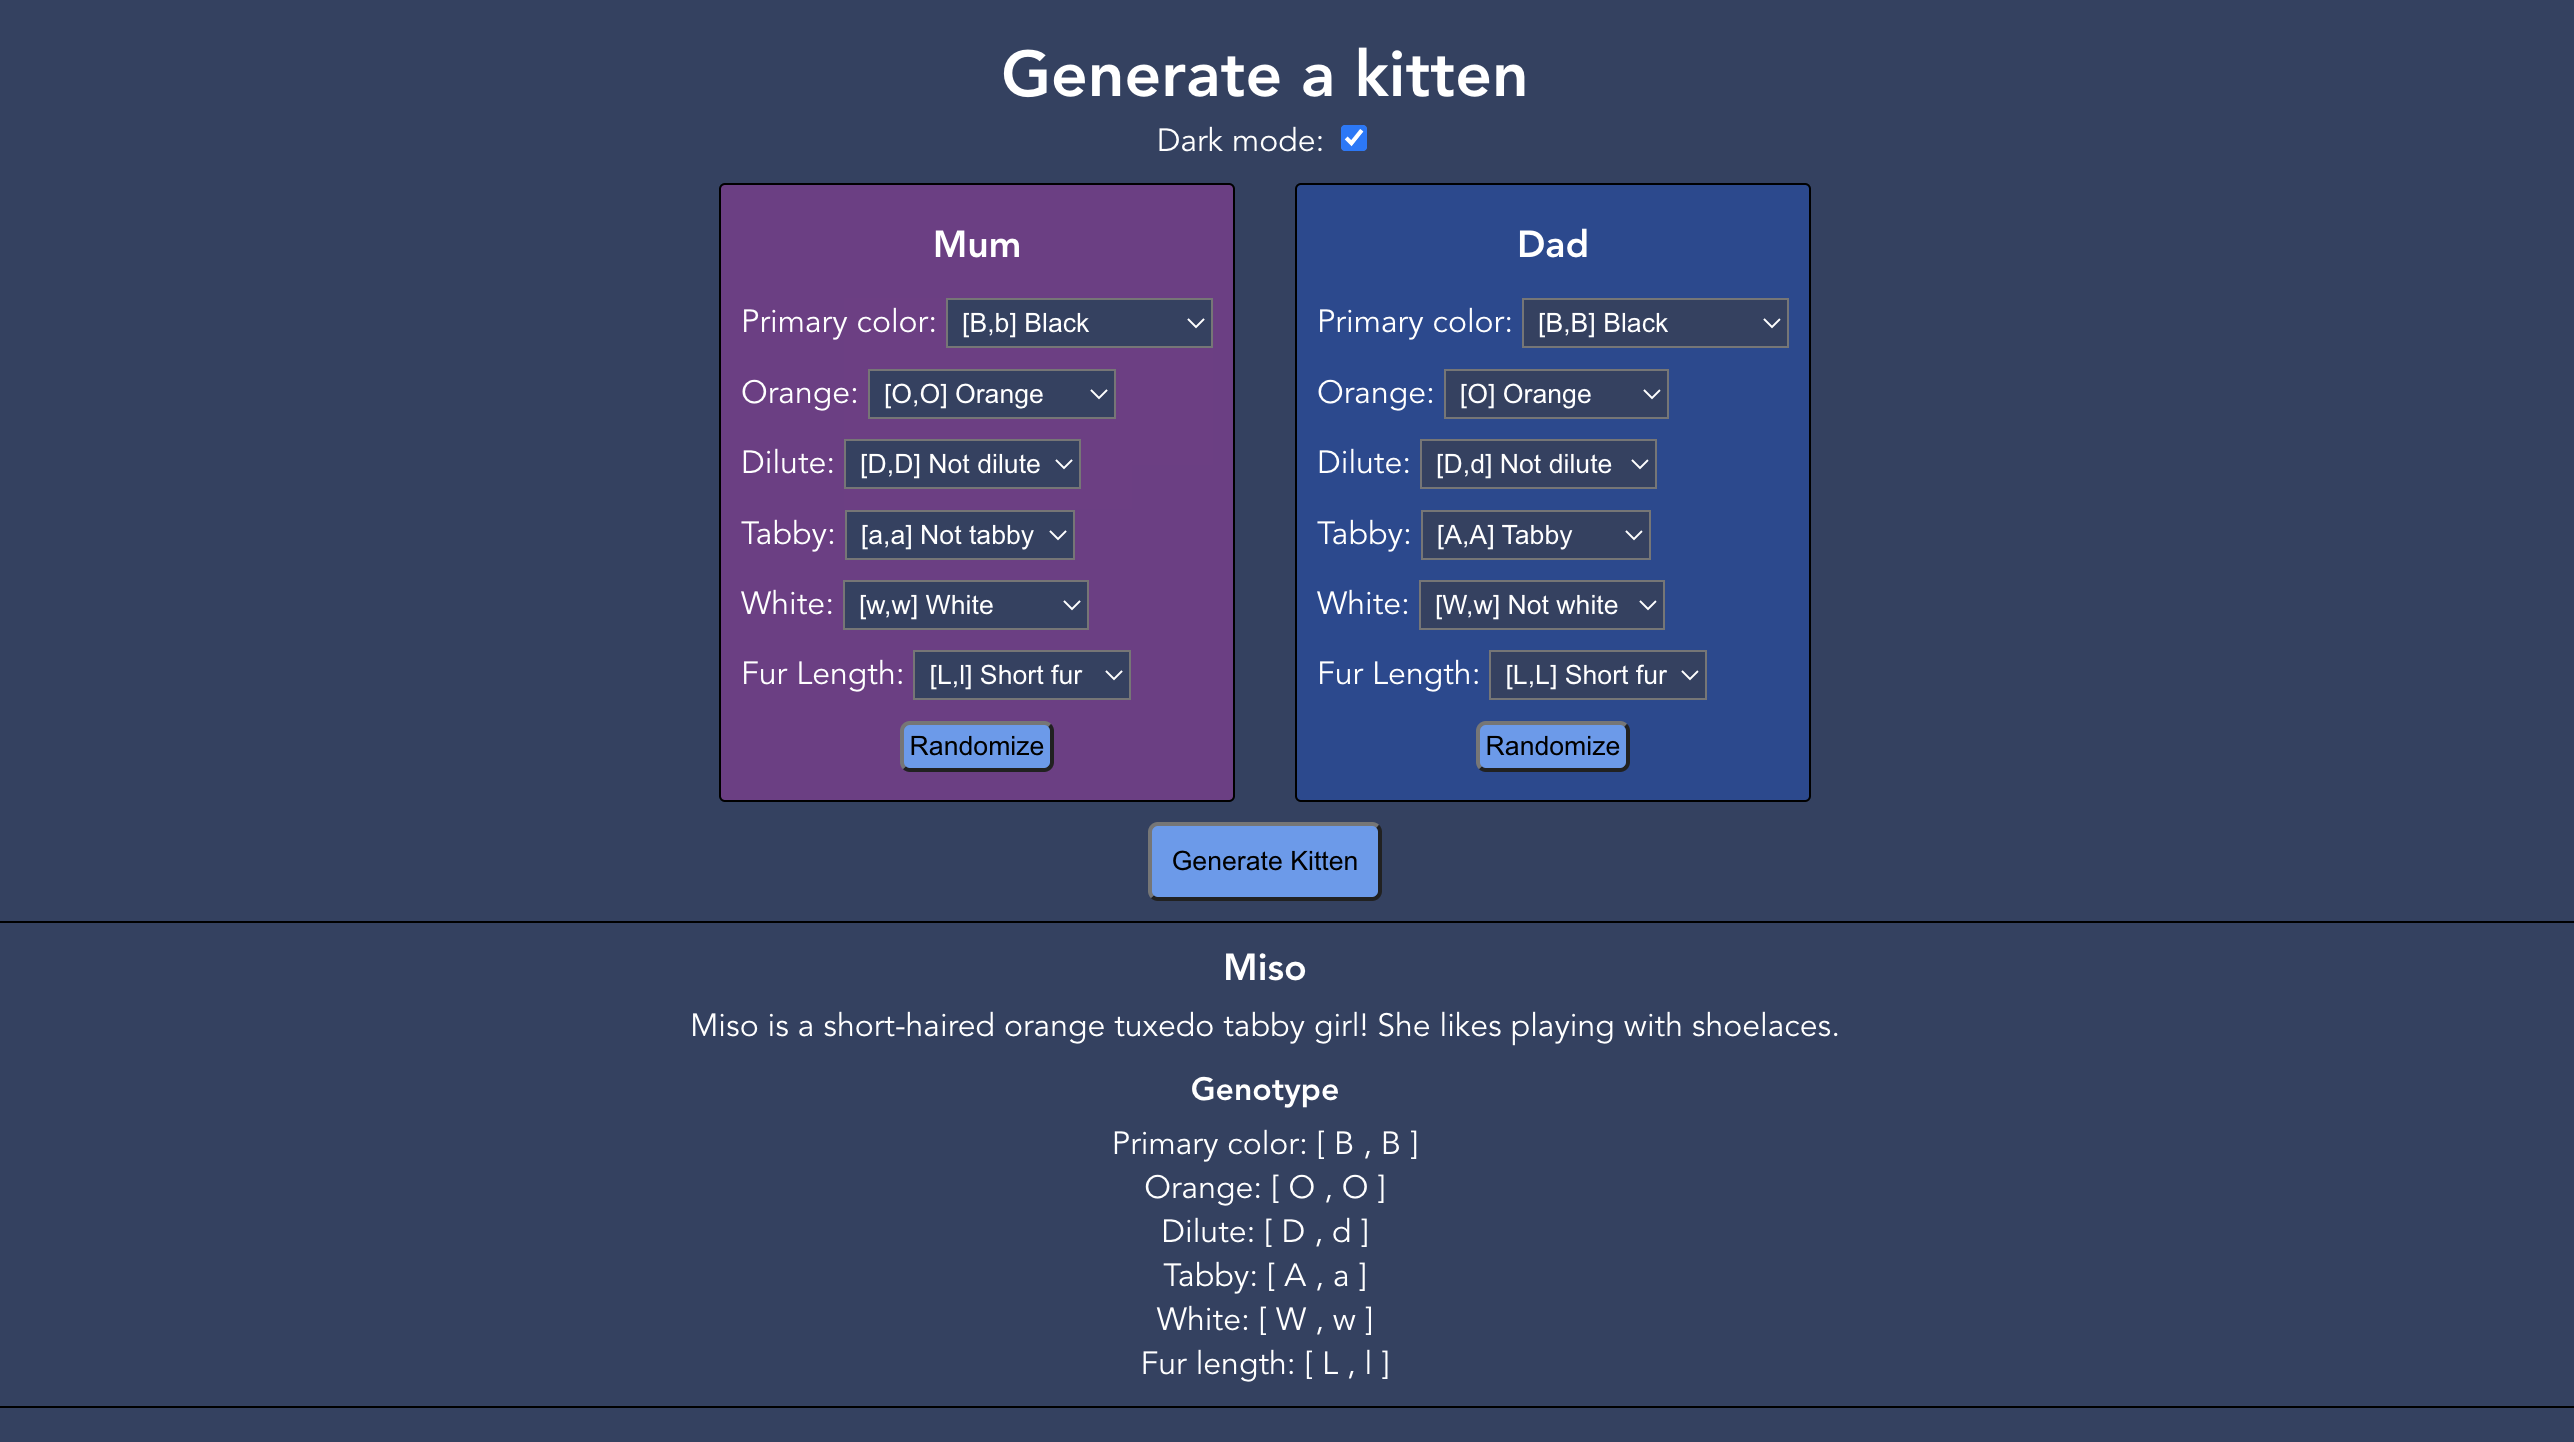 Generate a kitten
Dark mode:
Mum
Primary color: [B,b] Black
Orange: [O,O] Orange
Dilute: [D,D] Not dilute
Tabby: [a,a] Not tabby
White: [w,w] White
Fur Length: [L,l] Short fur
Randomize
Dad
Primary color: [B,B] Black
Orange: [O] Orange
Dilute: [D,d] Not dilute
Tabby: [A,A] Tabby
White: [W,w] Not white
Fur Length: [L,L] Short fur
Randomize
Generate Kitten
Miso
Miso is a short-haired orange tuxedo tabby girl! She likes playing with shoelaces.
Genotype
Primary color: [ B , B ]
Orange: [ O , O ]
Dilute: [ D , d ]
Tabby: [ A , a ]
White: [ W , w ]
Fur length: [ L , l ]